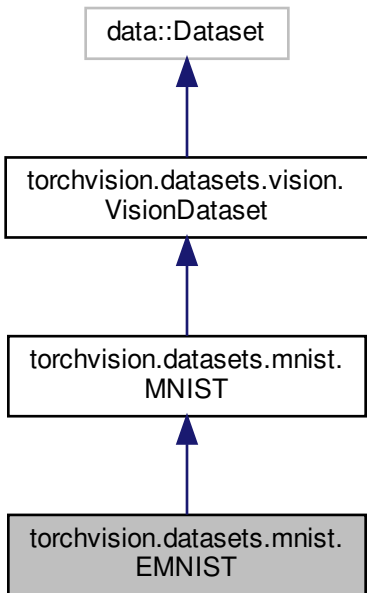 data::Dataset
torchvision.datasets.vision.
VisionDataset
torchvision.datasets.mnist.
MNIST
torchvision.datasets.mnist.
EMNIST